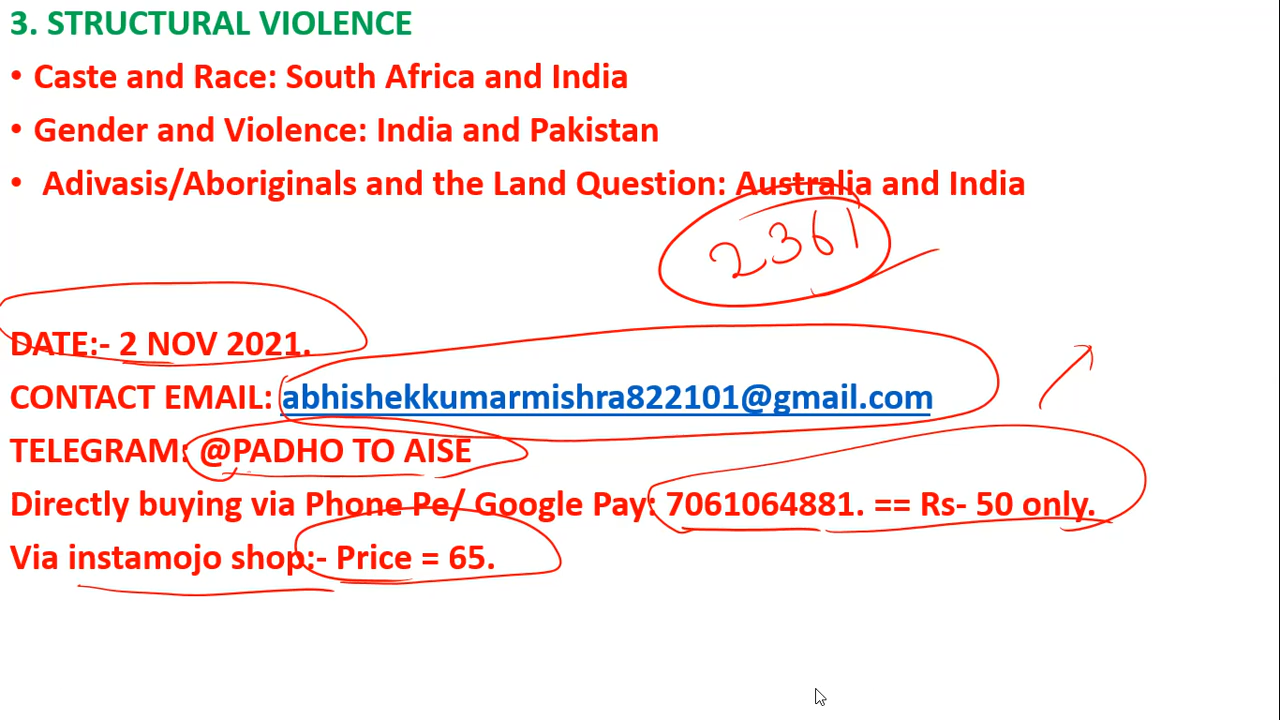 3. STRUCTURAL VIOLENCE
• Caste and Race: South Africa and India
• Gender and Violence: India and Pakistan
• Adivasis/Aboriginals and the Land Question: Australia and India
2361
DATE:- 2 NOV 2021.
CONTACT EMAIL: abhishekkumarmishra822101@gmail.com
TELEGRAM: @PADHO TO AISE
Directly buying via Phone Pe/ Google Pay: 7061064881. == Rs- 50 only.
Via instamojo shop:- Price = 65.